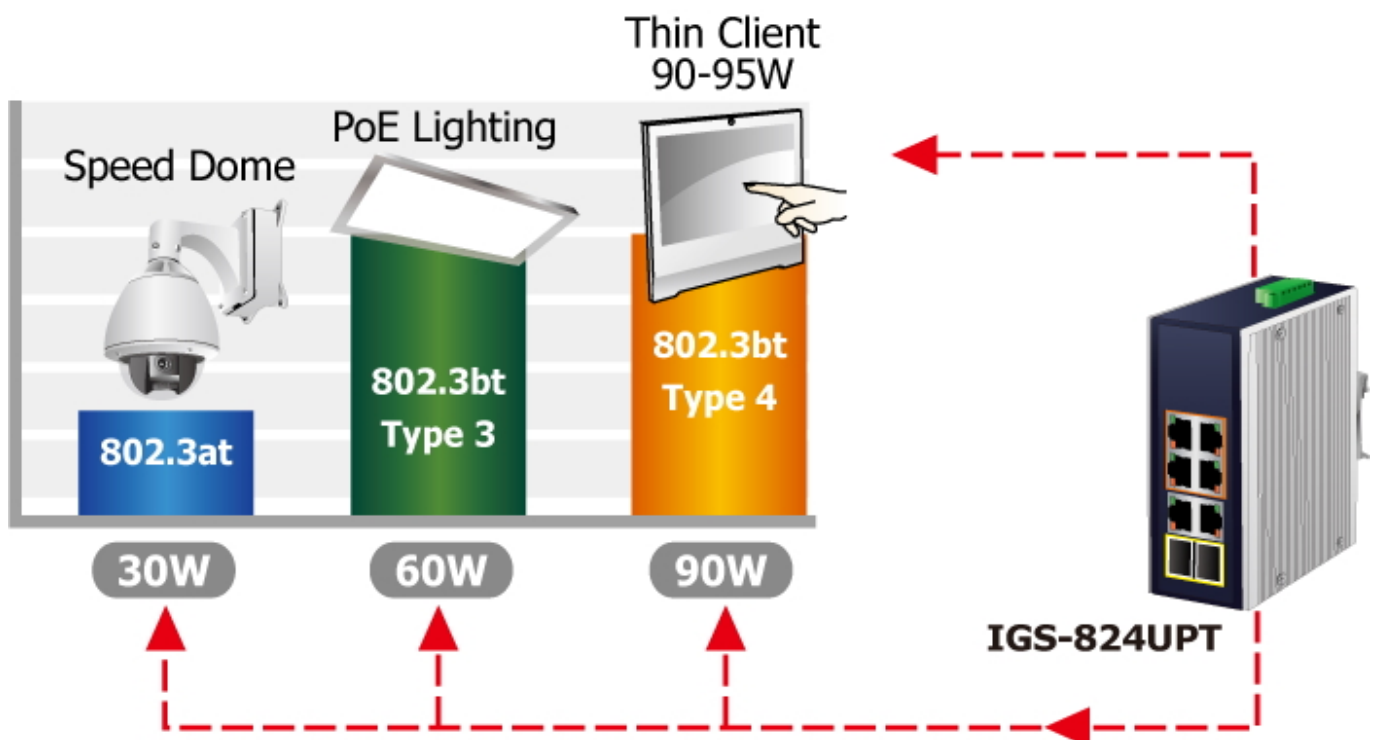 Thin Client
90-95W
PoE Lighting
Speed Dome
802.3at
802.3bt
Type 3
802.3bt
Type 4
30W
60W
90W
IGS-824UPT